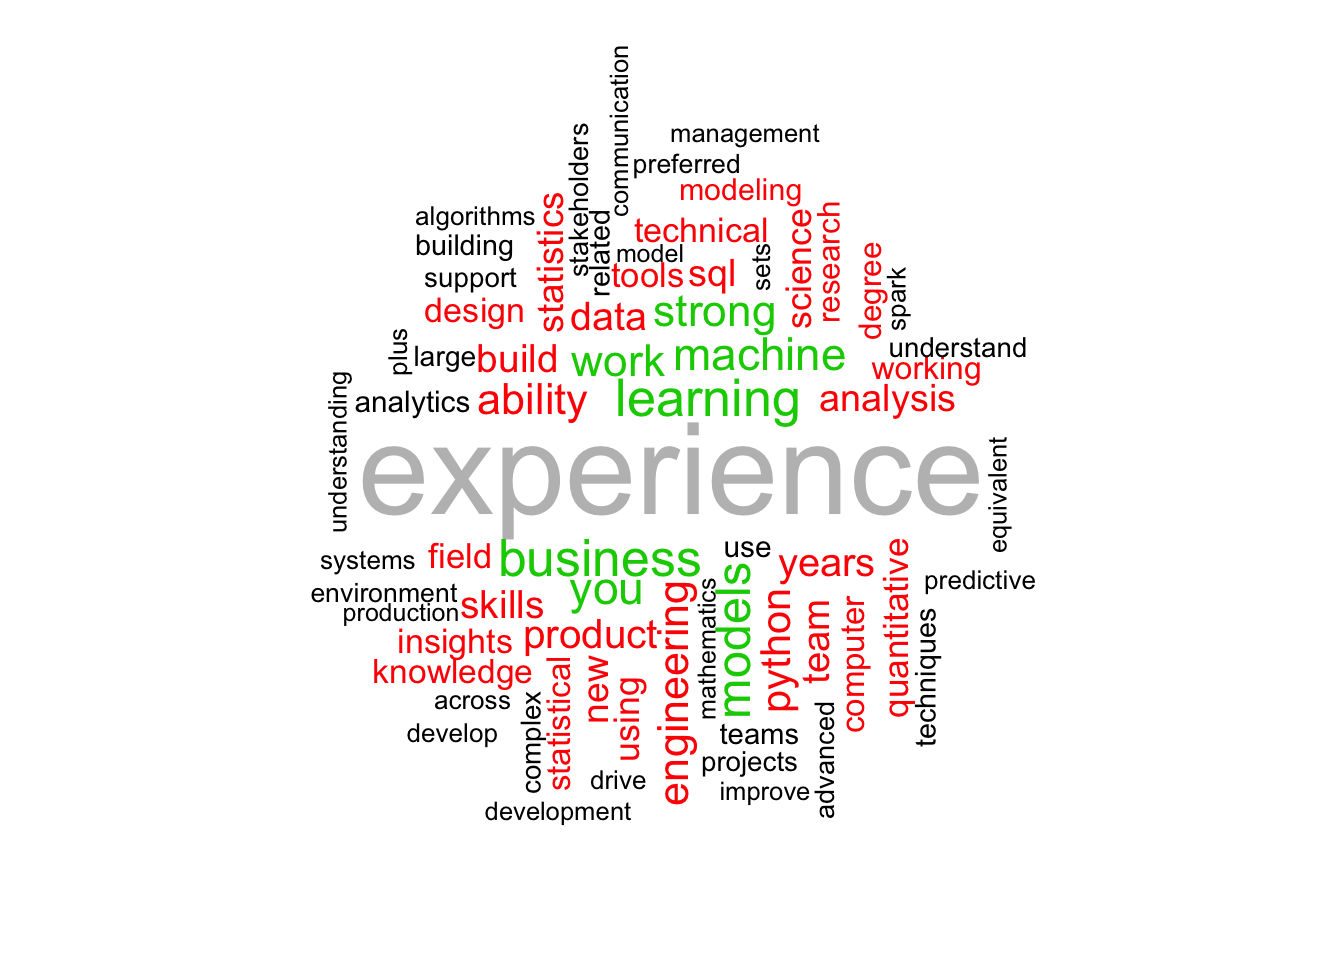 communication
management
stakeholders
preferred
modeling
algorithms
statistics
related
technical
science
research
building
model
sets
degree
support
tools
sql
spark
design
data
strong
plus
large
build
work
machine
understand
working
understanding
analytics
ability
learning
analysis
experience
equivalent
systems
field
business
use
years
quantitative
predictive
environment
production
skills
you
engineering
mathematics
models
python
team
computer
techniques
insights
product
knowledge
statistical
new
using
across
complex
develop
teams
advanced
drive
projects
improve
development